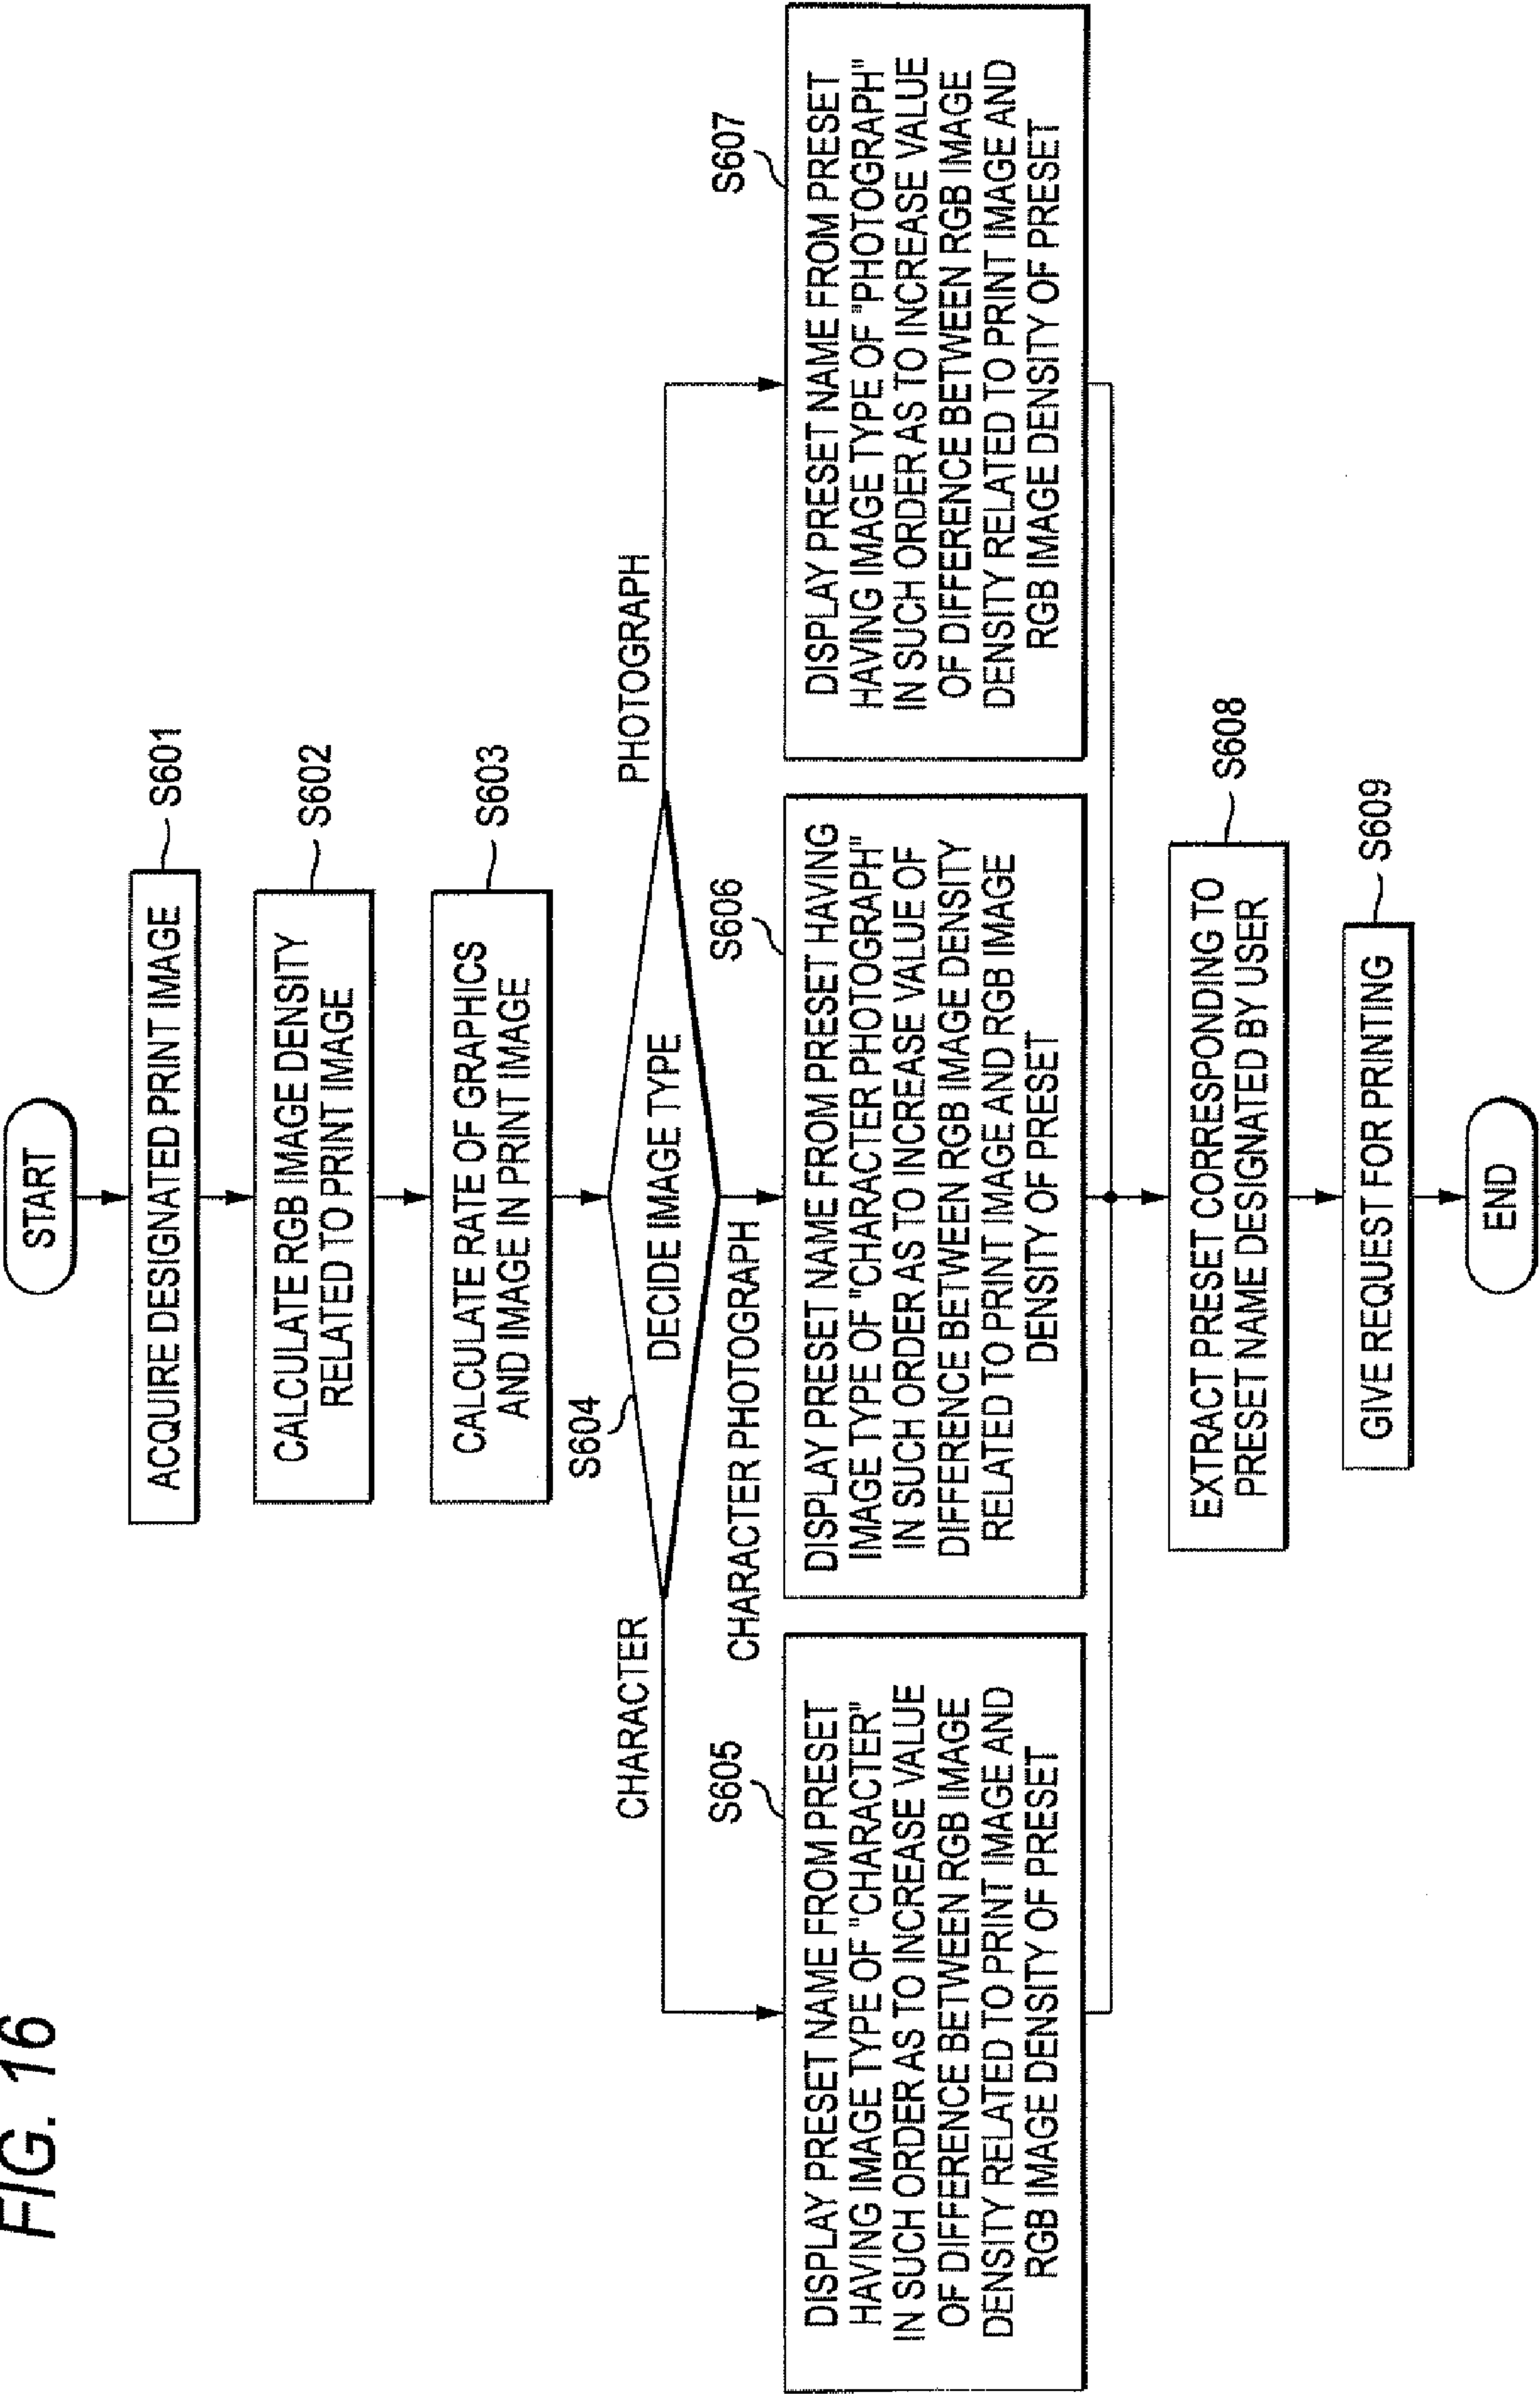 FIG. 16
START
ACQUIRE DESIGNATED PRINT IMAGE
S601
CALCULATE RGB IMAGE DENSITY
RELATED TO PRINT IMAGE
S602
CALCULATE RATE OF GRAPHICS
AND IMAGE IN PRINT IMAGE
S603
S604
DECIDE IMAGE TYPE
CHARACTER
CHARACTER PHOTOGRAPH
PHOTOGRAPH
S605
DISPLAY PRESET NAME FROM PRESET
HAVING IMAGE TYPE OF "CHARACTER"
IN SUCH ORDER AS TO INCREASE VALUE
OF DIFFERENCE BETWEEN RGB IMAGE
DENSITY RELATED TO PRINT IMAGE AND
RGB IMAGE DENSITY OF PRESET
S606
DISPLAY PRESET NAME FROM PRESET HAVING
IMAGE TYPE OF "CHARACTER PHOTOGRAPH"
IN SUCH ORDER AS TO INCREASE VALUE OF
DIFFERENCE BETWEEN RGB IMAGE DENSITY
RELATED TO PRINT IMAGE AND RGB IMAGE
DENSITY OF PRESET
S607
DISPLAY PRESET NAME FROM PRESET
HAVING IMAGE TYPE OF "PHOTOGRAPH"
IN SUCH ORDER AS TO INCREASE VALUE
OF DIFFERENCE BETWEEN RGB IMAGE
DENSITY RELATED TO PRINT IMAGE AND
RGB IMAGE DENSITY OF PRESET
EXTRACT PRESET CORRESPONDING TO
PRESET NAME DESIGNATED BY USER
S608
GIVE REQUEST FOR PRINTING
S609
END